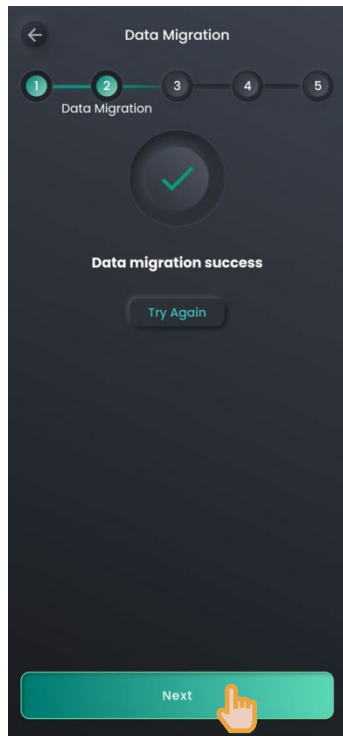 Data Migration
1 2 3 4 5
Data Migration
Data migration success
Try Again
Next